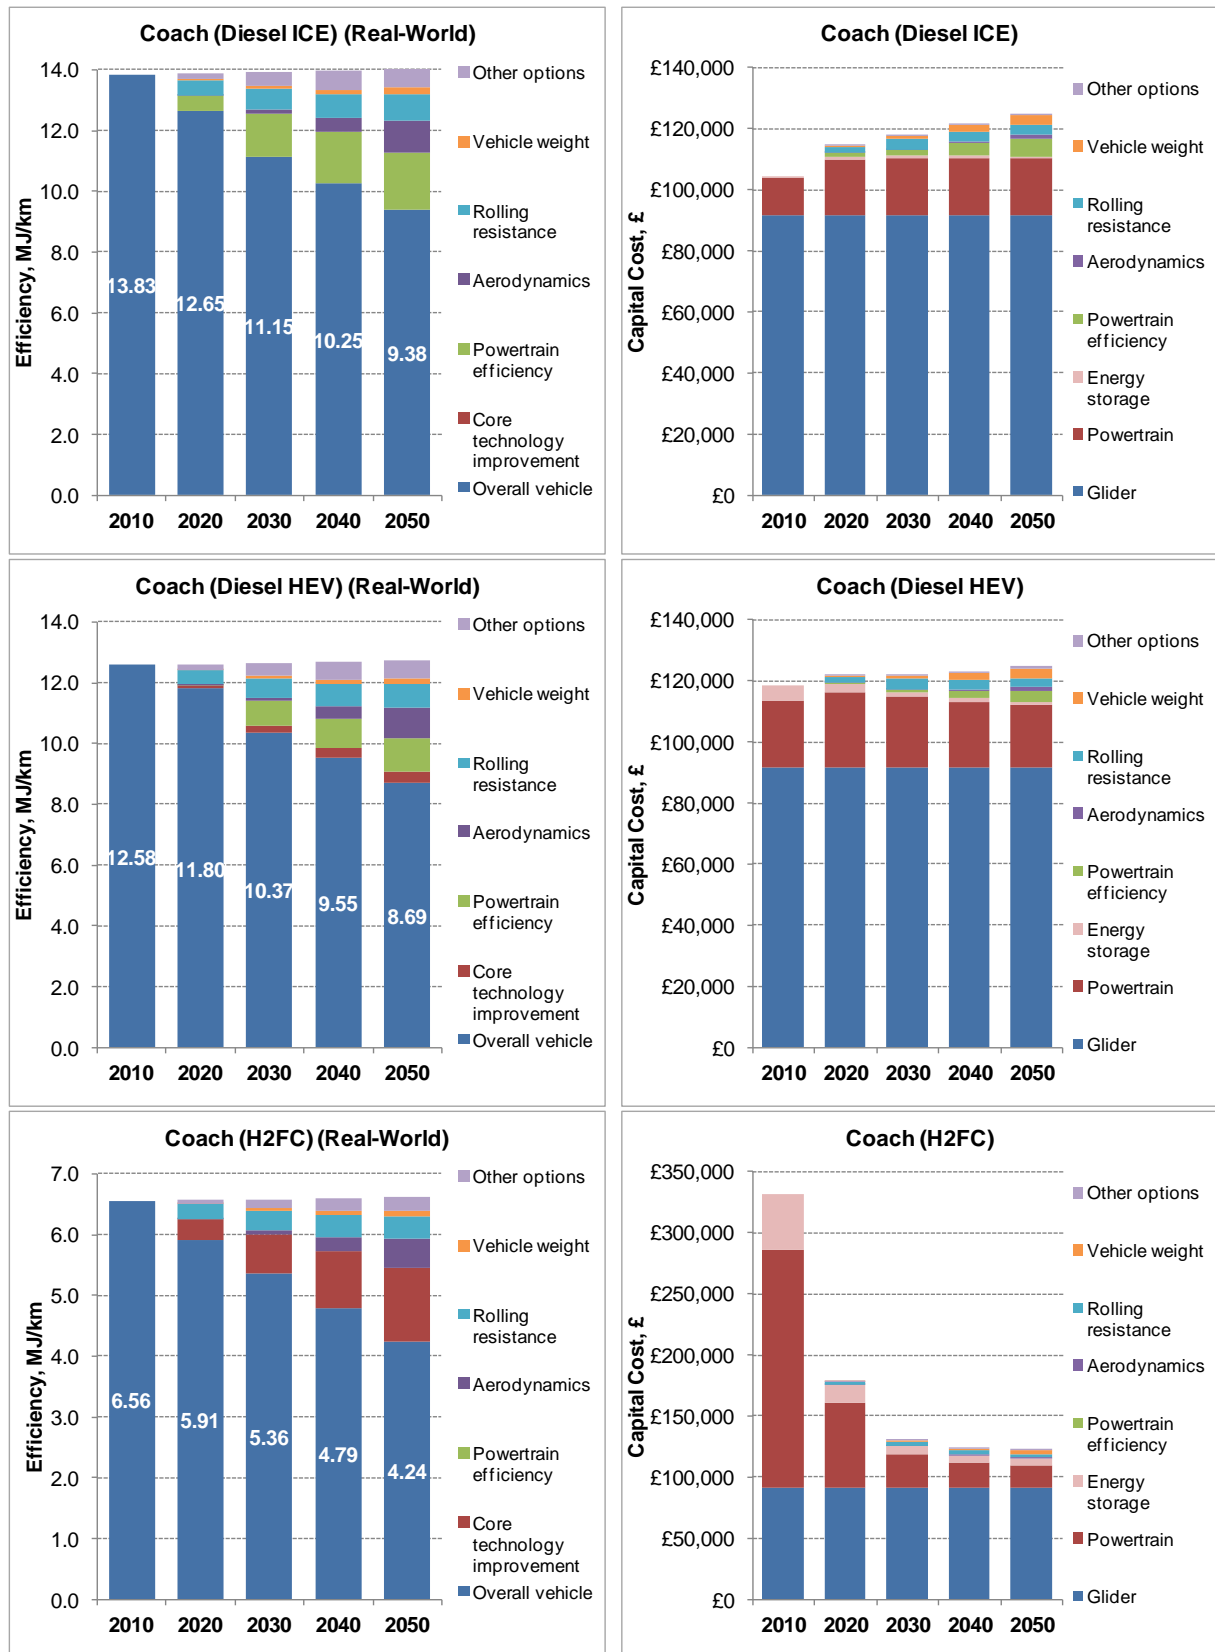 Coach (Diesel ICE) (Real-World)
Efficiency, MJ/km
14.0
12.0
10.0
8.0
6.0
4.0
2.0
0.0
13.83
12.65
11.15
10.25
9.38
2010
2020
2030
2040
2050
Other options
Vehicle weight
Rolling
resistance
Aerodynamics
Powertrain
efficiency
Core
technology
improvement
Overall vehicle
Coach (Diesel ICE)
Capital Cost, £
£140,000
£120,000
£100,000
£80,000
£60,000
£40,000
£20,000
£0
2010
2020
2030
2040
2050
Other options
Vehicle weight
Rolling
resistance
Aerodynamics
Powertrain
efficiency
Energy
storage
Powertrain
Glider
Coach (Diesel HEV) (Real-World)
Efficiency, MJ/km
14.0
12.0
10.0
8.0
6.0
4.0
2.0
0.0
12.58
11.80
10.37
9.55
8.69
2010
2020
2030
2040
2050
Other options
Vehicle weight
Rolling
resistance
Aerodynamics
Powertrain
efficiency
Core
technology
improvement
Overall vehicle
Coach (Diesel HEV)
Capital Cost, £
£140,000
£120,000
£100,000
£80,000
£60,000
£40,000
£20,000
£0
2010
2020
2030
2040
2050
Other options
Vehicle weight
Rolling
resistance
Aerodynamics
Powertrain
efficiency
Energy
storage
Powertrain
Glider
Coach (H2FC) (Real-World)
Efficiency, MJ/km
7.0
6.0
5.0
4.0
3.0
2.0
1.0
0.0
6.56
5.91
5.36
4.79
4.24
2010
2020
2030
2040
2050
Other options
Vehicle weight
Rolling
resistance
Aerodynamics
Powertrain
efficiency
Core
technology
improvement
Overall vehicle
Coach (H2FC)
Capital Cost, £
£350,000
£300,000
£250,000
£200,000
£150,000
£100,000
£50,000
£0
2010
2020
2030
2040
2050
Other options
Vehicle weight
Rolling
resistance
Aerodynamics
Powertrain
efficiency
Energy
storage
Powertrain
Glider